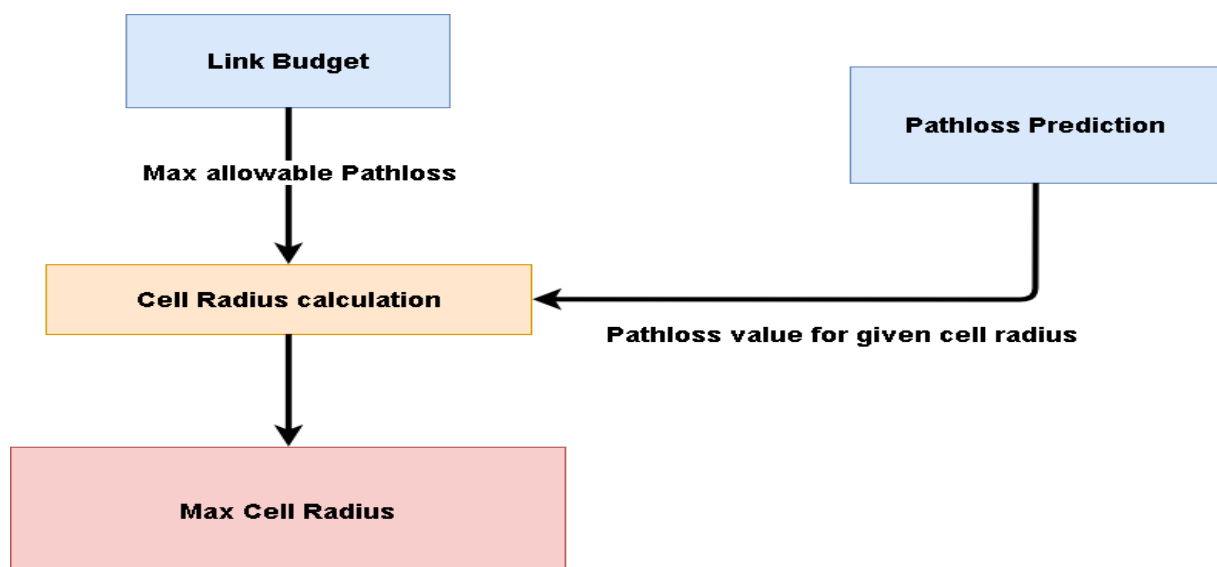 Link Budget
Pathloss Prediction
Max allowable Pathloss
Cell Radius calculation
Pathloss value for given cell radius
Max Cell Radius